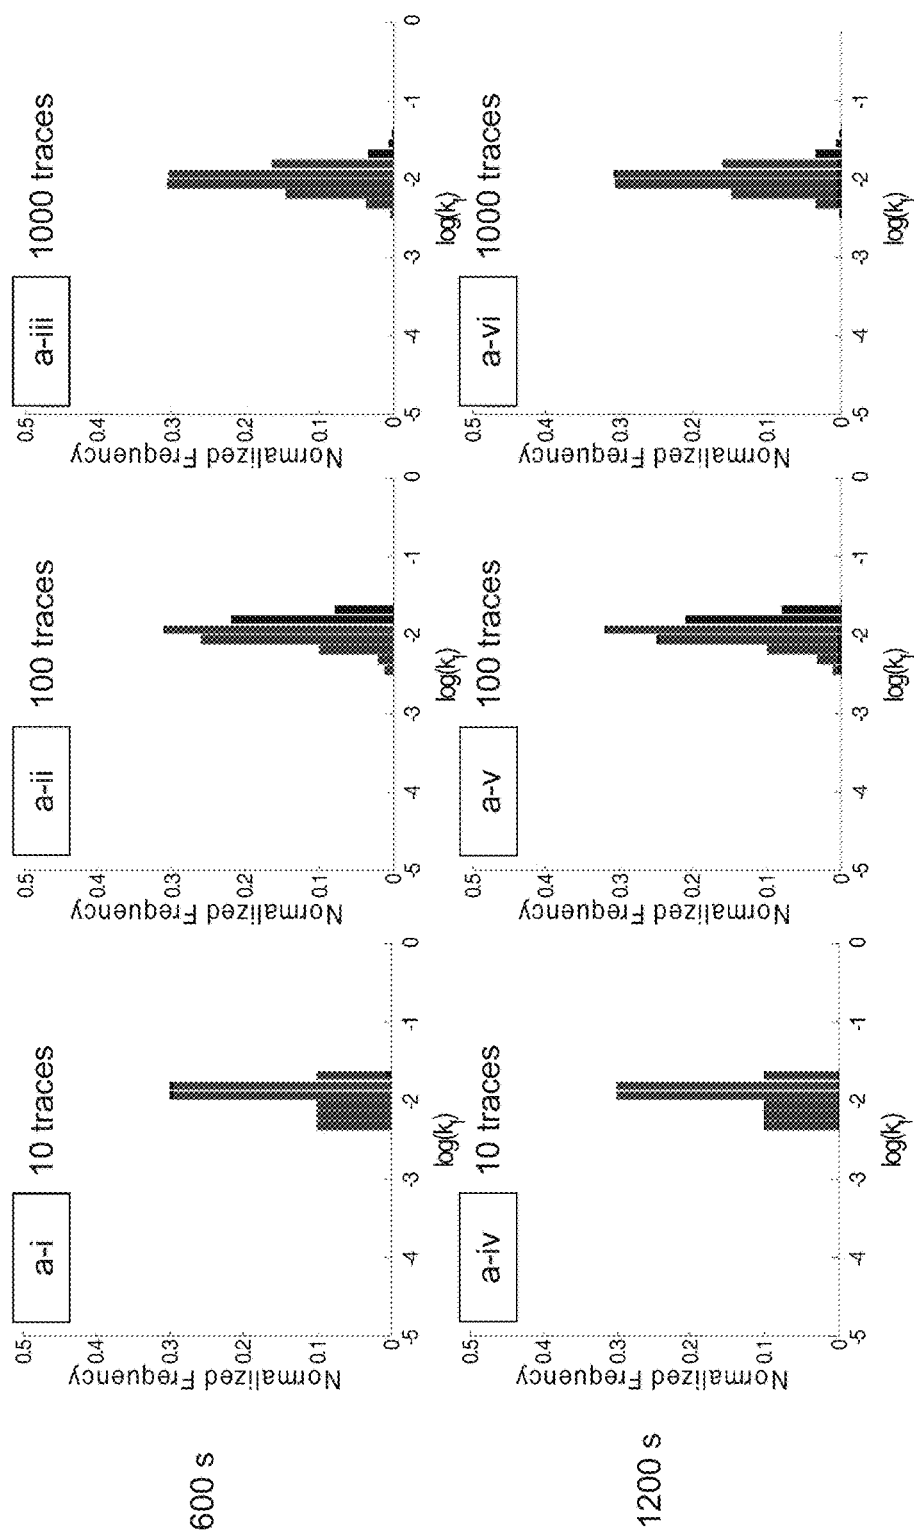 600 s
a-i
10 traces
Normalized Frequency
0.5
0.4
0.3
0.2
0.1
0
-5
-4
-3
-2
-1
0
log(k₁)
a-ii
100 traces
Normalized Frequency
0.5
0.4
0.3
0.2
0.1
0
-5
-4
-3
-2
-1
0
log(k₁)
a-iii
1000 traces
Normalized Frequency
0.5
0.4
0.3
0.2
0.1
0
-5
-4
-3
-2
-1
0
log(k₁)
1200 s
a-iv
10 traces
Normalized Frequency
0.5
0.4
0.3
0.2
0.1
0
-5
-4
-3
-2
-1
0
log(k₁)
a-v
100 traces
Normalized Frequency
0.5
0.4
0.3
0.2
0.1
0
-5
-4
-3
-2
-1
0
log(k₁)
a-vi
1000 traces
Normalized Frequency
0.5
0.4
0.3
0.2
0.1
0
-5
-4
-3
-2
-1
0
log(k₁)